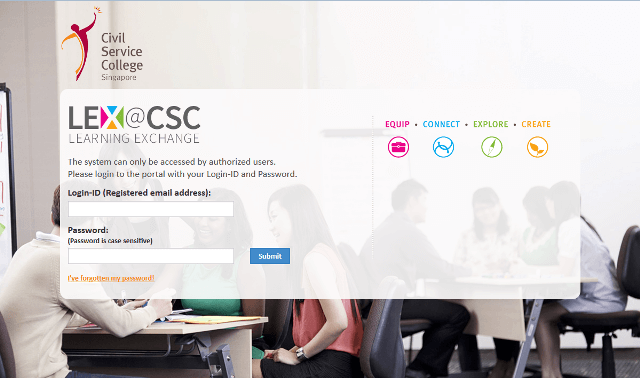 Civil
Service
College
Singapore
LEX@CSC
LEARNING EXCHANGE
EQUIP • CONNECT • EXPLORE • CREATE
The system can only be accessed by authorized users.
Please login to the portal with your Login-ID and Password.
Login-ID (Registered email address):
Password:
(Password is case sensitive)
Submit
I've forgotten my password!